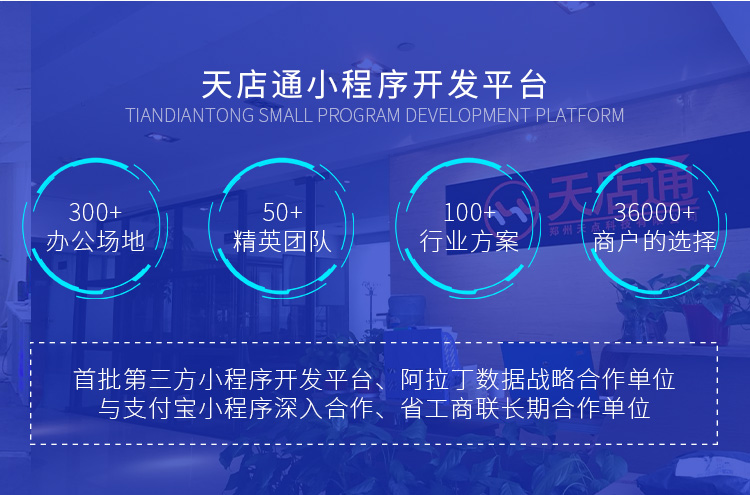 天店通小程序开发平台
TIANDIANTONG SMALL PROGRAM DEVELOPMENT PLATFORM
天店通
300+
办公场地
50+
精英团队
100+
行业方案
36000+
商户的选择
首批第三方小程序开发平台、阿拉丁数据战略合作单位
与支付宝小程序深入合作、省工商联长期合作单位